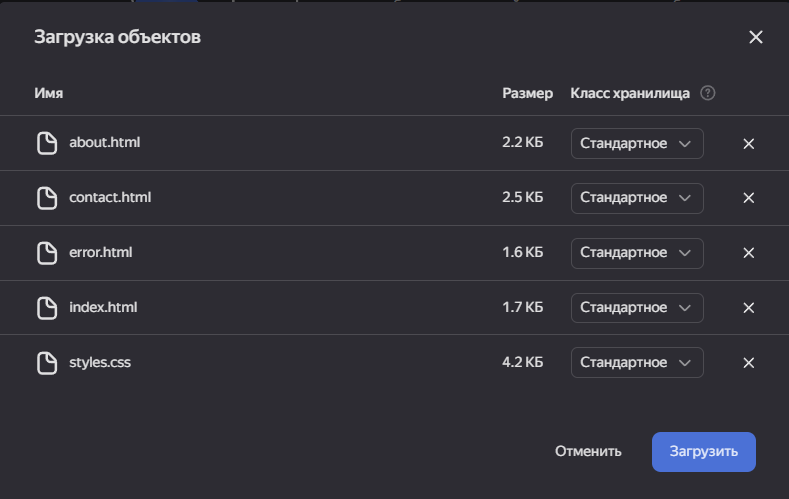 Загрузка объектов
Имя Размер Класс хранилища
about.html 2.2 КБ Стандартное
contact.html 2.5 КБ Стандартное
error.html 1.6 КБ Стандартное
index.html 1.7 КБ Стандартное
styles.css 4.2 КБ Стандартное
Отменить Загрузить